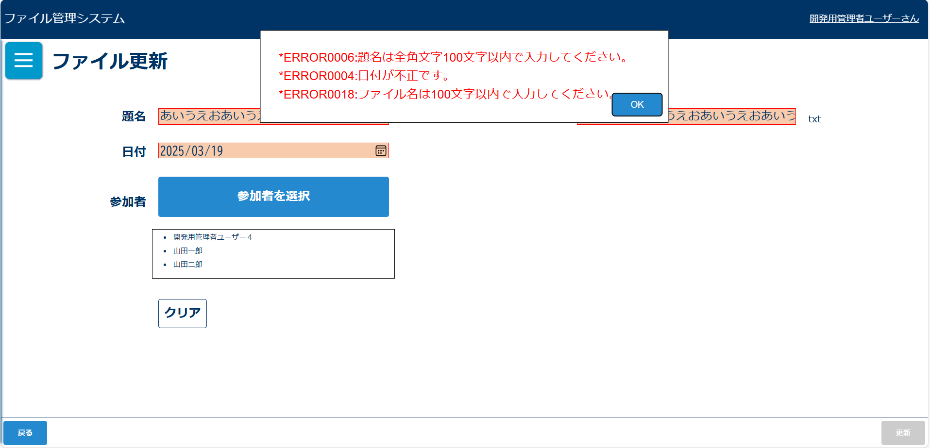 ファイル管理システム
開発用管理者ユーザーさん
ファイル更新
*ERROR0006:題名は全角文字100文字以内で入力してください。
*ERROR0004:日付が不正です。
*ERROR0018:ファイル名は100文字以内で入力してください。
OK
題名
あいうえおあいうえ
うえおあいうえおあいう
txt
日付
2025/03/19
参加者
参加者を選択
開発用管理者ユーザー４
山田一郎
山田二郎
クリア
戻る
更新